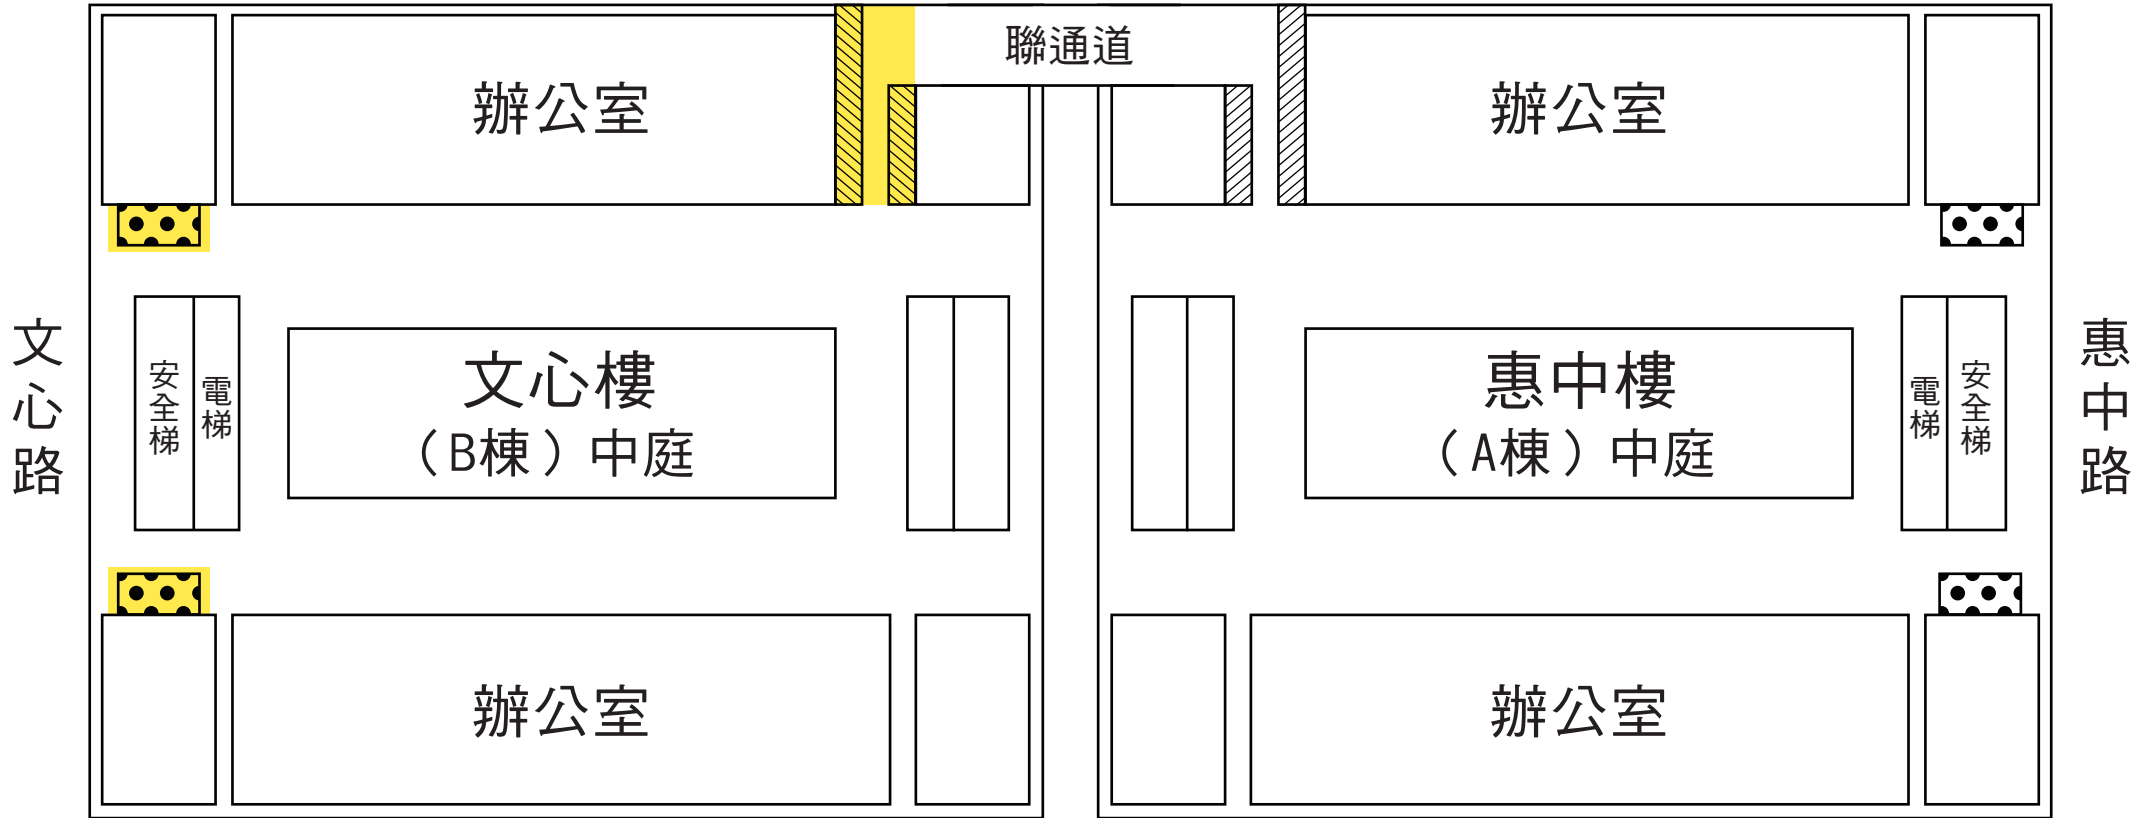 聯通道
辦公室
辦公室
文心路
安全梯
電梯
文心樓
（B棟）中庭
惠中樓
（A棟）中庭
電梯
安全梯
惠中路
辦公室
辦公室